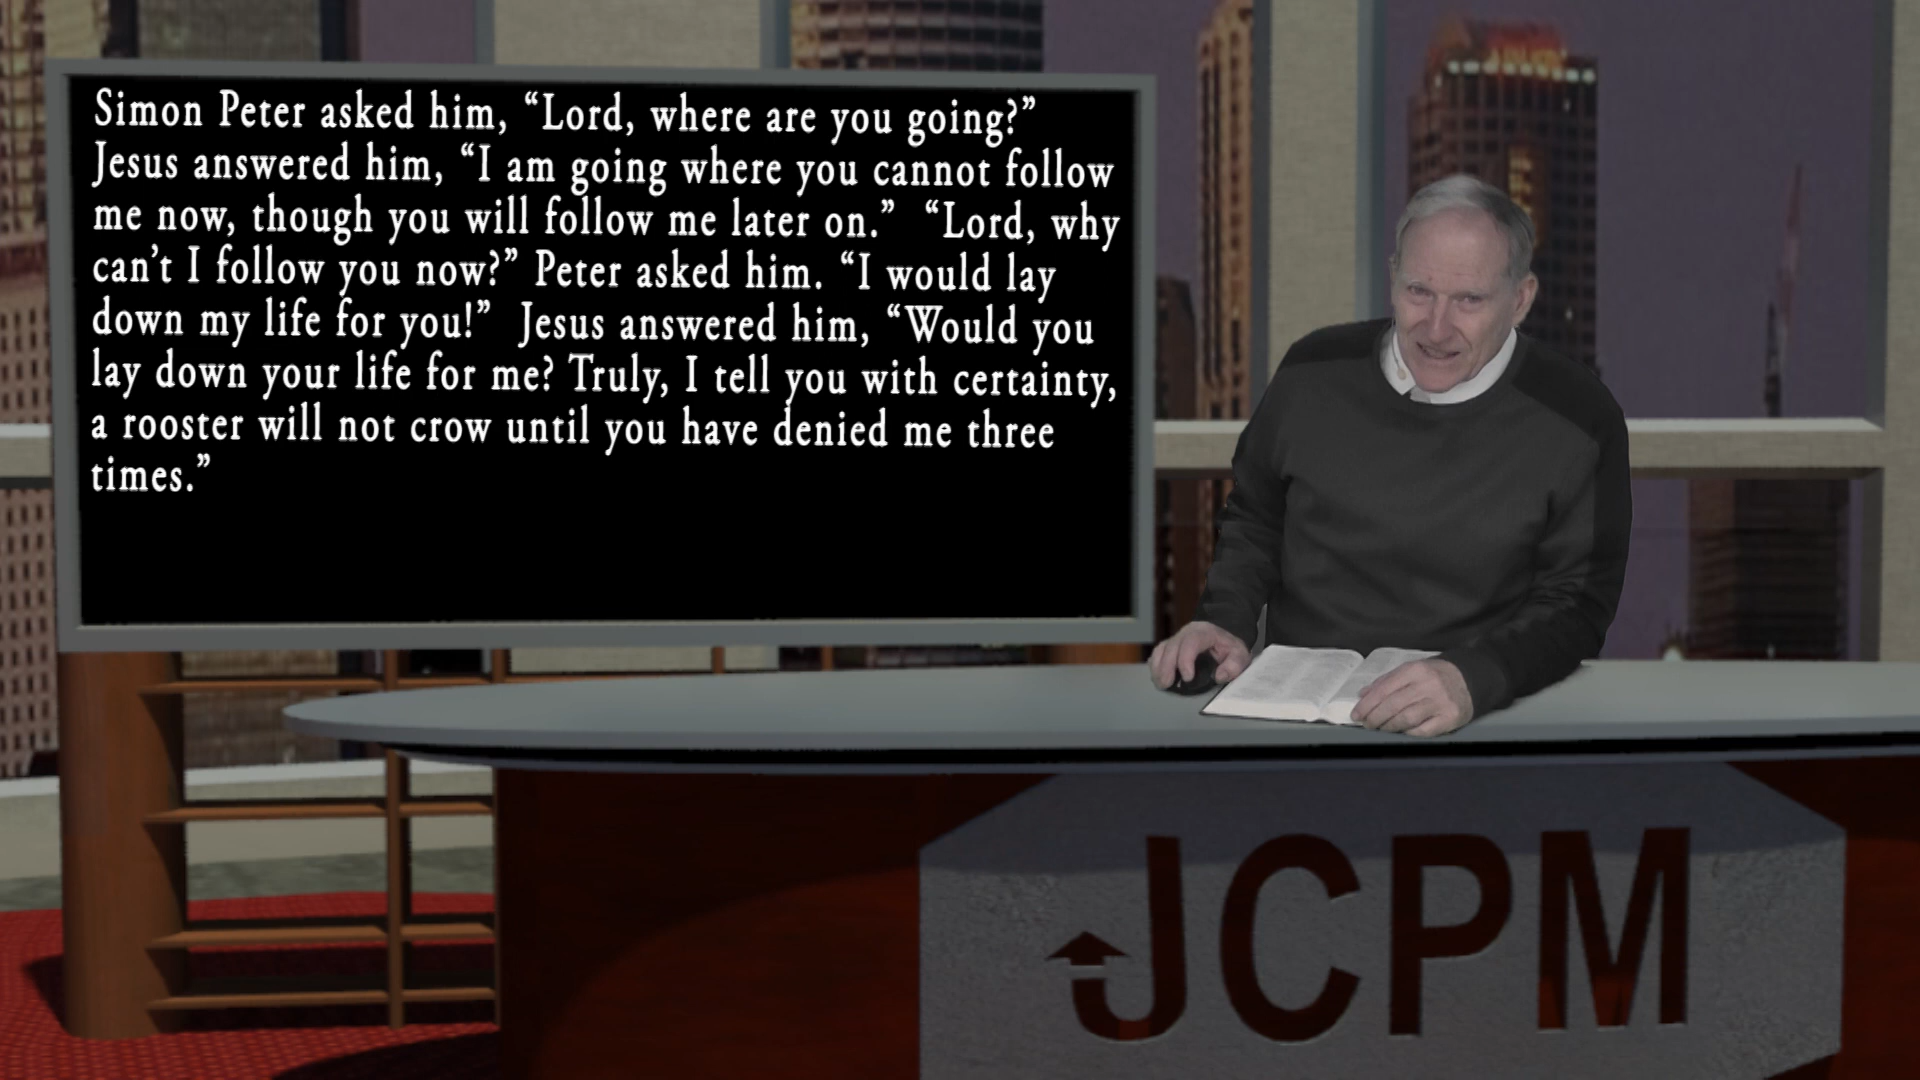 Simon Peter asked him, “Lord, where are you going?”
Jesus answered him, “I am going where you cannot follow
me now, though you will follow me later on.”  “Lord, why
can’t I follow you now?” Peter asked him. “I would lay
down my life for you!”  Jesus answered him, “Would you
lay down your life for me? Truly, I tell you with certainty,
a rooster will not crow until you have denied me three
times.”
JCPM